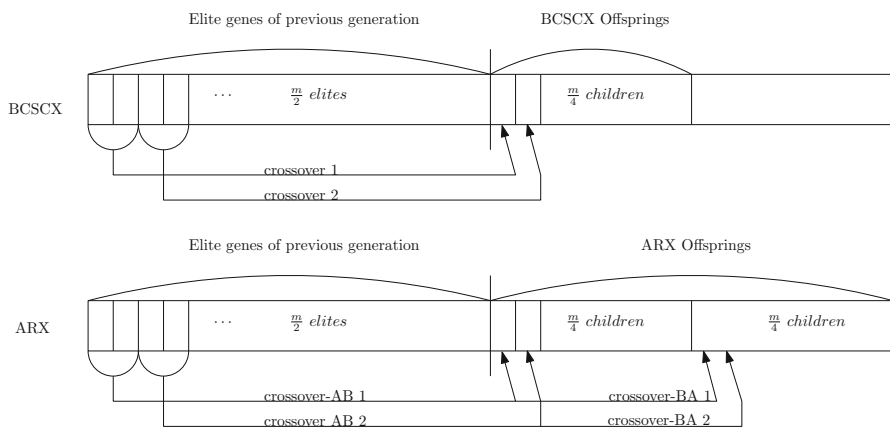 Elite genes of previous generation BCSCX Offsprings
BCSCX ... m/2 elites m/4 children
crossover 1
crossover 2
Elite genes of previous generation ARX Offsprings
ARX ... m/2 elites m/4 children m/4 children
crossover-AB 1 crossover-BA 1
crossover AB 2 crossover-BA 2